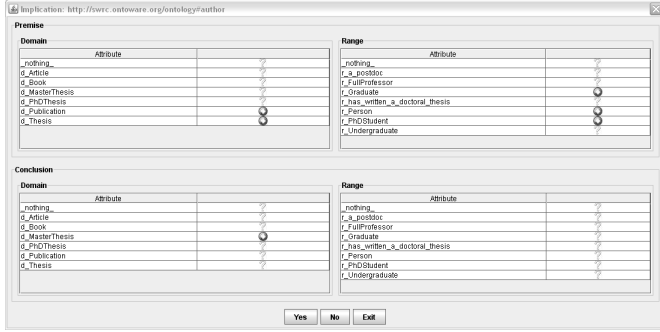 Implication: http://swrc.ontoware.org/ontology#author
Premise
Domain
Attribute
_nothing_ ?
d_Article ?
d_Book ?
d_MasterThesis ?
d_PhDThesis ?
d_Publication
d_Thesis
Range
Attribute
_nothing_ ?
r_a_postdoc ?
r_FullProfessor ?
r_Graduate
r_has_written_a_doctoral_thesis ?
r_Person
r_PhDStudent
r_Undergraduate ?
Conclusion
Domain
Attribute
_nothing_ ?
d_Article ?
d_Book ?
d_MasterThesis
d_PhDThesis ?
d_Publication ?
d_Thesis ?
Range
Attribute
_nothing_ ?
r_a_postdoc ?
r_FullProfessor ?
r_Graduate ?
r_has_written_a_doctoral_thesis ?
r_Person ?
r_PhDStudent ?
r_Undergraduate ?
Yes No Exit